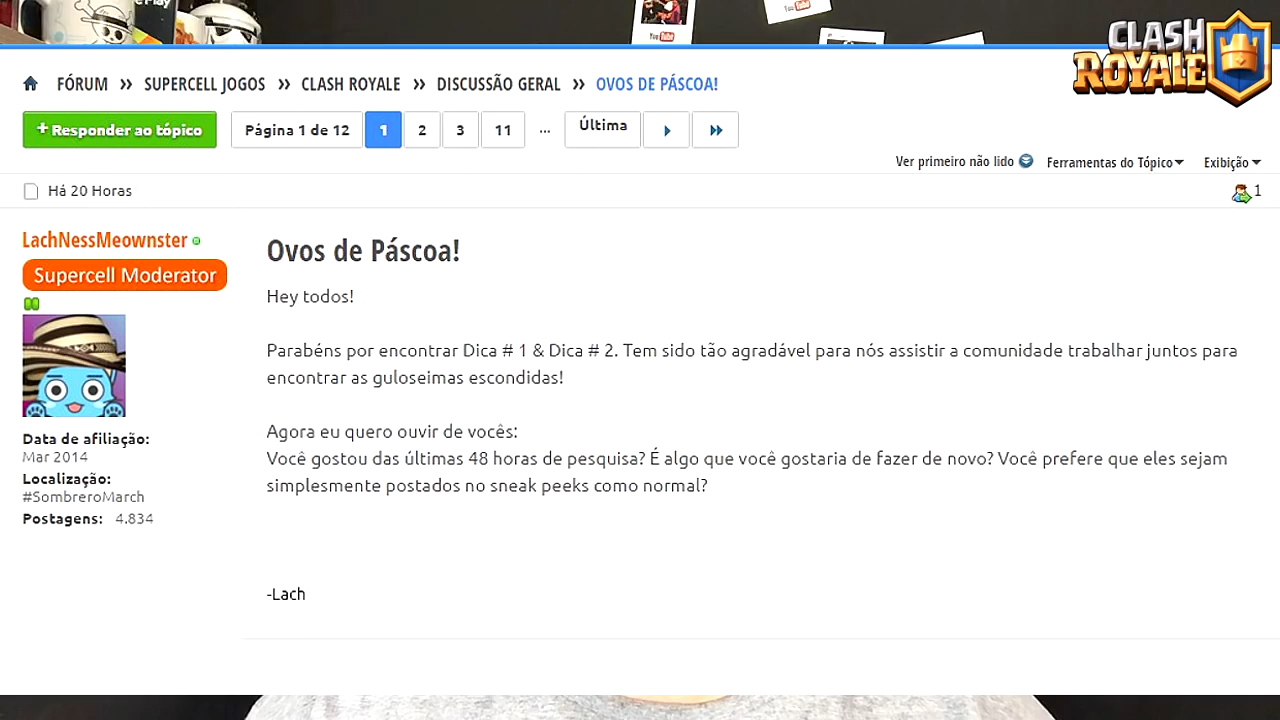 e Play
You Tube
You Tube
CLASH
ROYALE
FÓRUM » SUPERCELL JOGOS » CLASH ROYALE » DISCUSSÃO GERAL » OVOS DE PÁSCOA!
+ Responder ao tópico Página 1 de 12 1 2 3 11 ... Última
Ver primeiro não lido Ferramentas do Tópico Exibição
Há 20 Horas 1
LachNessMeownster
Supercell Moderator
Data de afiliação:
Mar 2014
Localização:
#SombreroMarch
Postagens: 4.834
Ovos de Páscoa!
Hey todos!
Parabéns por encontrar Dica # 1 & Dica # 2. Tem sido tão agradável para nós assistir a comunidade trabalhar juntos para
encontrar as guloseimas escondidas!
Agora eu quero ouvir de vocês:
Você gostou das últimas 48 horas de pesquisa? É algo que você gostaria de fazer de novo? Você prefere que eles sejam
simplesmente postados no sneak peeks como normal?
-Lach